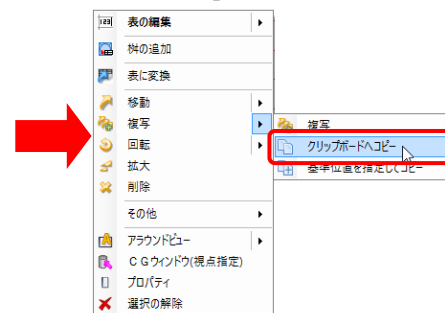 表の編集
桝の追加
表に変換
移動
複写
回転
拡大
削除
その他
アラウンドビュー
ＣＧウインドウ(視点指定)
プロパティ
選択の解除
複写
クリップボードへコピー
基準位置を指定してコピー